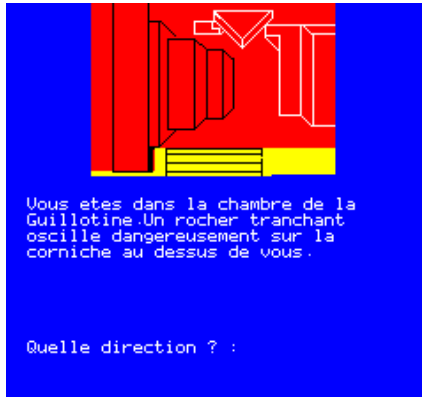 Vous etes dans la chambre de la
Guillotine.Un rocher tranchant
oscille dangereusement sur la
corniche au dessus de vous.
Quelle direction ? :